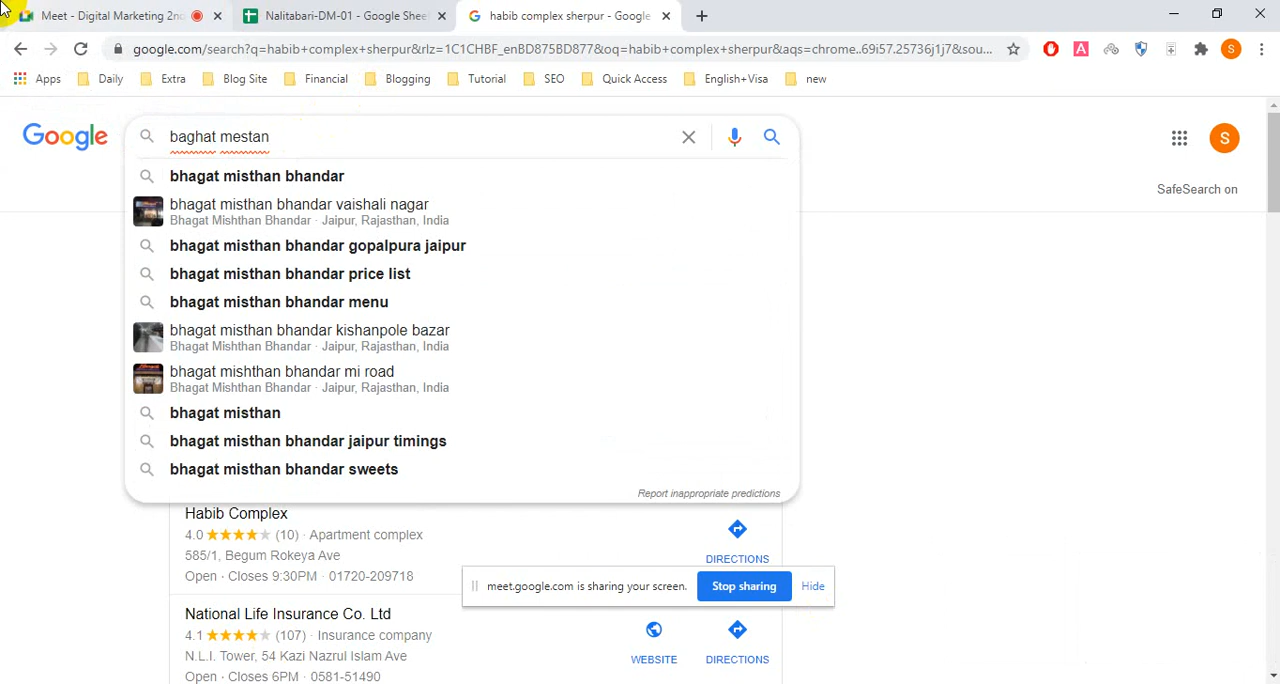 Meet - Digital Marketing 2nd
Nalitabari-DM-01 - Google Shee
habib complex sherpur - Google
google.com/search?q=habib+complex+sherpur&rlz=1C1CHBF_enBD875BD877&oq=habib+complex+sherpur&aqs=chrome..69i57.25736j1j7&sou...
Apps Daily Extra Blog Site Financial Blogging Tutorial SEO Quick Access English+Visa new
Google
baghat mestan
S
SafeSearch on
bhagat misthan bhandar
bhagat misthan bhandar vaishali nagar
Bhagat Mishthan Bhandar · Jaipur, Rajasthan, India
bhagat misthan bhandar gopalpura jaipur
bhagat misthan bhandar price list
bhagat misthan bhandar menu
bhagat misthan bhandar kishanpole bazar
Bhagat Mishthan Bhandar · Jaipur, Rajasthan, India
bhagat mishthan bhandar mi road
Bhagat Mishthan Bhandar · Jaipur, Rajasthan, India
bhagat misthan
bhagat misthan bhandar jaipur timings
bhagat misthan bhandar sweets
Report inappropriate predictions
Habib Complex
4.0 (10) · Apartment complex
585/1, Begum Rokeya Ave
Open · Closes 9:30PM · 01720-209718
DIRECTIONS
meet.google.com is sharing your screen. Stop sharing Hide
National Life Insurance Co. Ltd
4.1 (107) · Insurance company
N.L.I. Tower, 54 Kazi Nazrul Islam Ave
Open · Closes 6PM · 0581-51490
WEBSITE DIRECTIONS